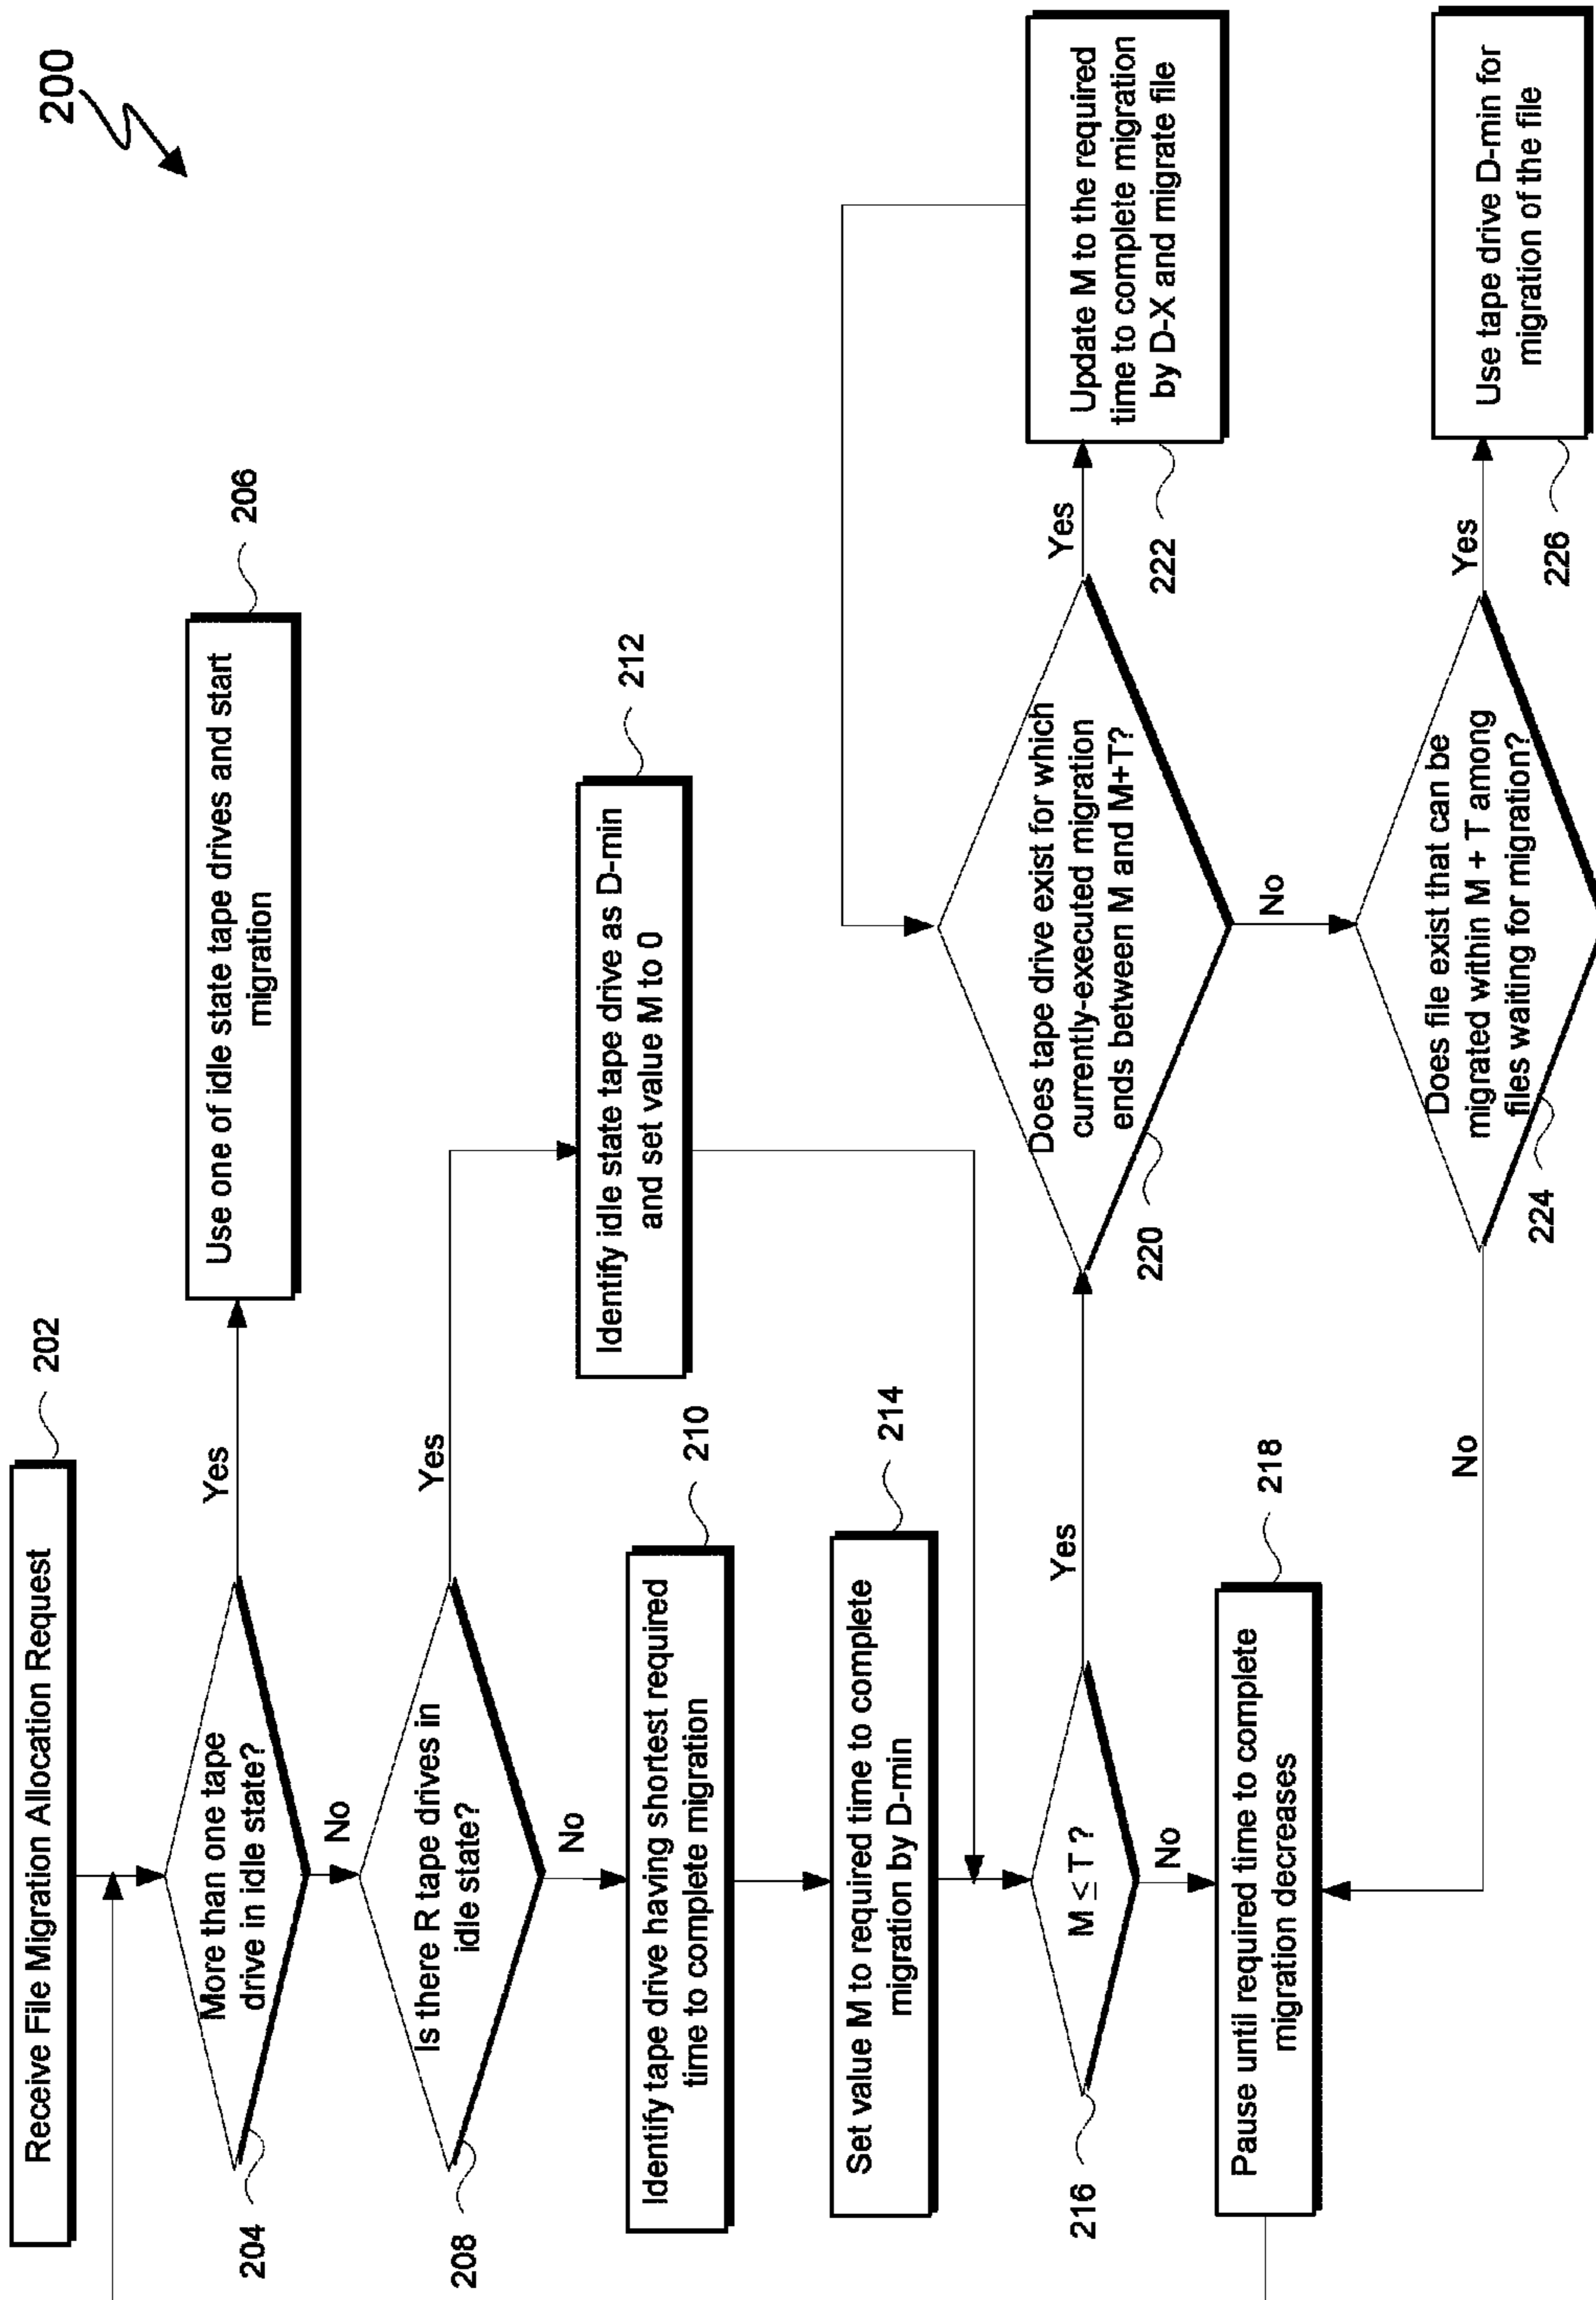 200
Receive File Migration Allocation Request
202
More than one tape
drive in idle state?
204
Yes
No
Use one of idle state tape drives and start
migration
206
Is there R tape drives in
idle state?
208
Yes
No
Identify idle state tape drive as D-min
and set value M to 0
212
Identify tape drive having shortest required
time to complete migration
210
Set value M to required time to complete
migration by D-min
214
M ≤ T ?
216
Yes
No
Pause until required time to complete
migration decreases
218
Does tape drive exist for which
currently-executed migration
ends between M and M+T?
220
Yes
No
Update M to the required
time to complete migration
by D-X and migrate file
222
Does file exist that can be
migrated within M + T among
files waiting for migration?
224
Yes
No
Use tape drive D-min for
migration of the file
226